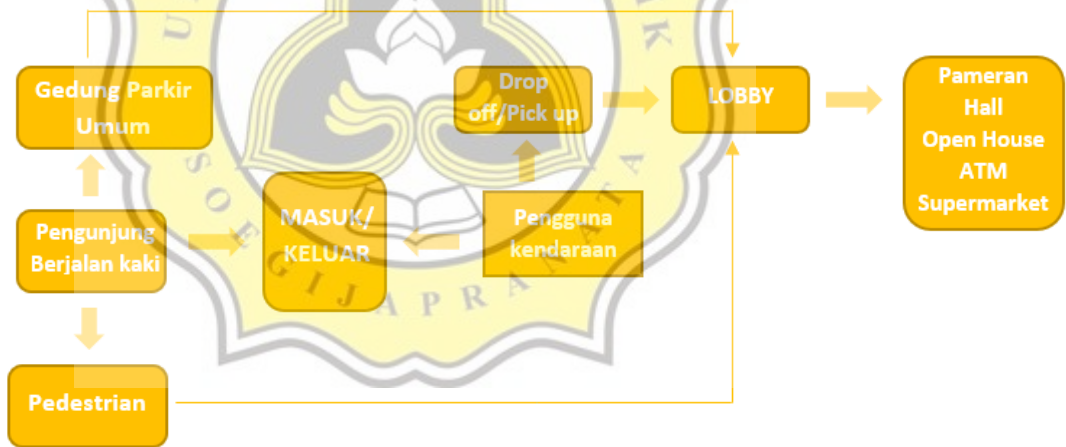 Gedung Parkir
Umum
Drop
off/Pick up
LOBBY
Pameran
Hall
Open House
ATM
Supermarket
Pengunjung
Berjalan kaki
MASUK/
KELUAR
Pengguna
kendaraan
Pedestrian
U
I K
SOEGIJAPRANATA